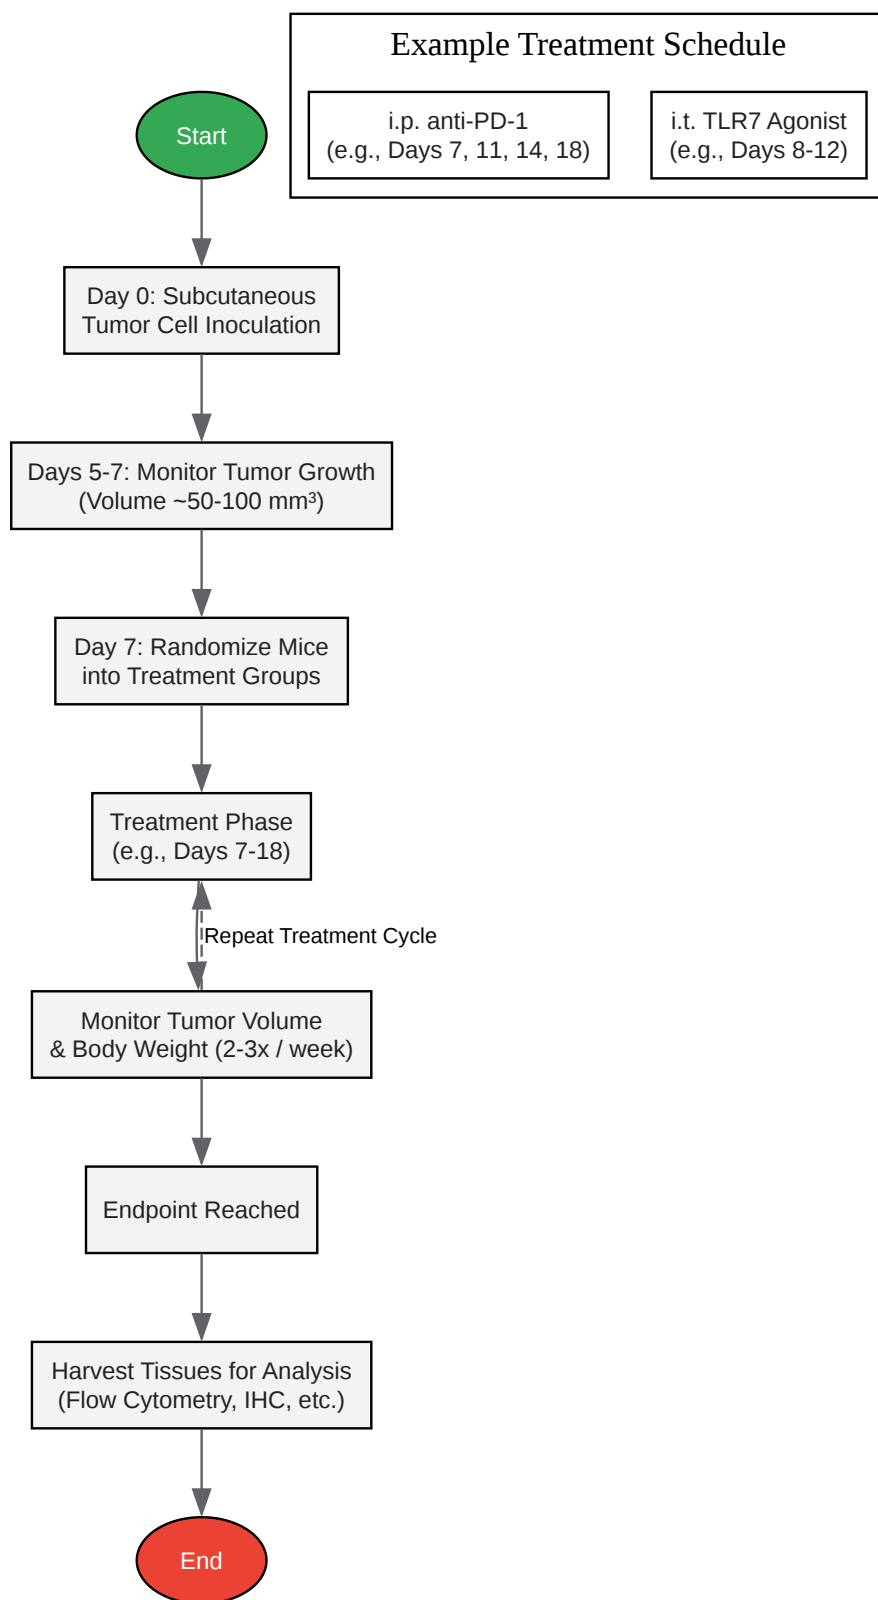 Example Treatment Schedule
i.p. anti-PD-1
(e.g., Days 7, 11, 14, 18)
i.t. TLR7 Agonist
(e.g., Days 8-12)
Start
Day 0: Subcutaneous
Tumor Cell Inoculation
Days 5-7: Monitor Tumor Growth
(Volume ~50-100 mm³)
Day 7: Randomize Mice
into Treatment Groups
Treatment Phase
(e.g., Days 7-18)
Repeat Treatment Cycle
Monitor Tumor Volume
& Body Weight (2-3x / week)
Endpoint Reached
Harvest Tissues for Analysis
(Flow Cytometry, IHC, etc.)
End